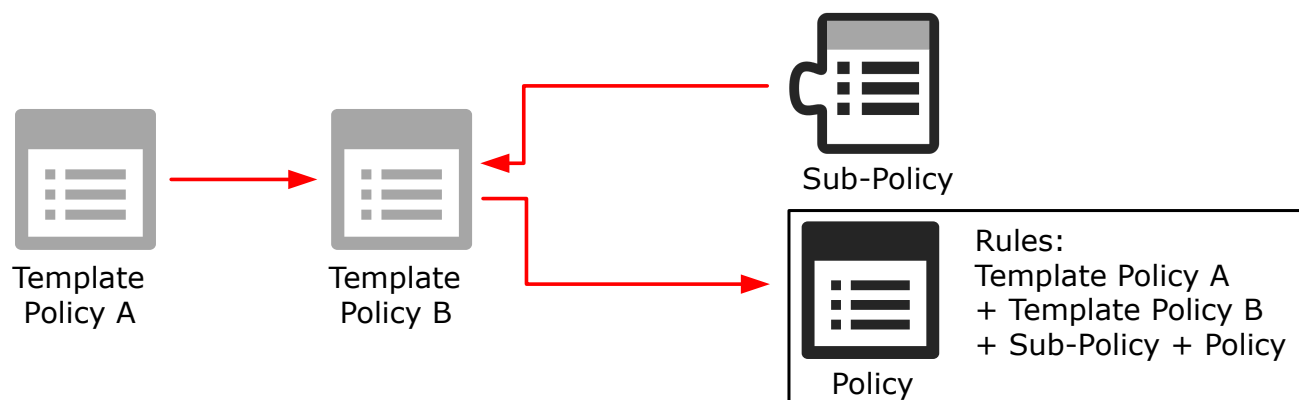 Template
Policy A
Template
Policy B
Sub-Policy
Policy
Rules:
Template Policy A
+ Template Policy B
+ Sub-Policy + Policy